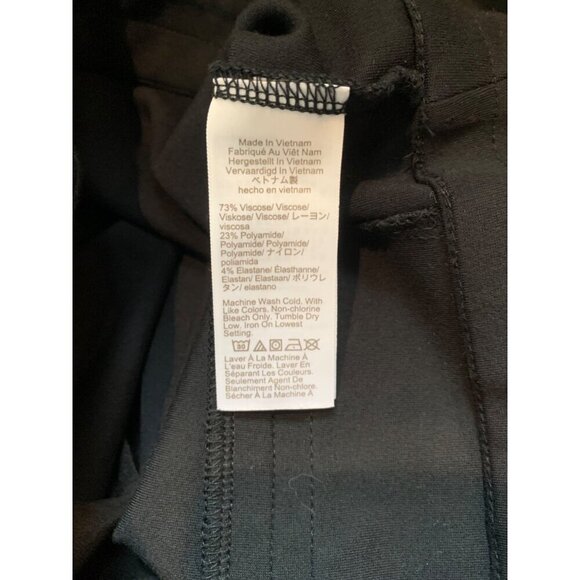 Made In Vietnam
Fabriqué Au Viêt Nam
Hergestellt In Vietnam
Vervaardigd In Vietnam
ベトナム製
hecho en vietnam
73% Viscose/ Viscose/
Viskose/ Viscose/ レーヨン/
viscosa
23% Polyamide/
Polyamide/ Polyamid/
Polyamide/ ナイロン/
poliamida
4% Elastane/ Élasthanne/
Elastan/ Elastaan/ ポリウレ
タン/ elastano
Machine Wash Cold, With
Like Colors. Non-chlorine
Bleach Only. Tumble Dry
Low. Iron On Lowest
Setting.
30
Laver À La Machine À
L'eau Froide. Laver En
Séparant Les Couleurs.
Seulement Agent De
Blanchiment Non-chlore.
Sécher À La Machine À